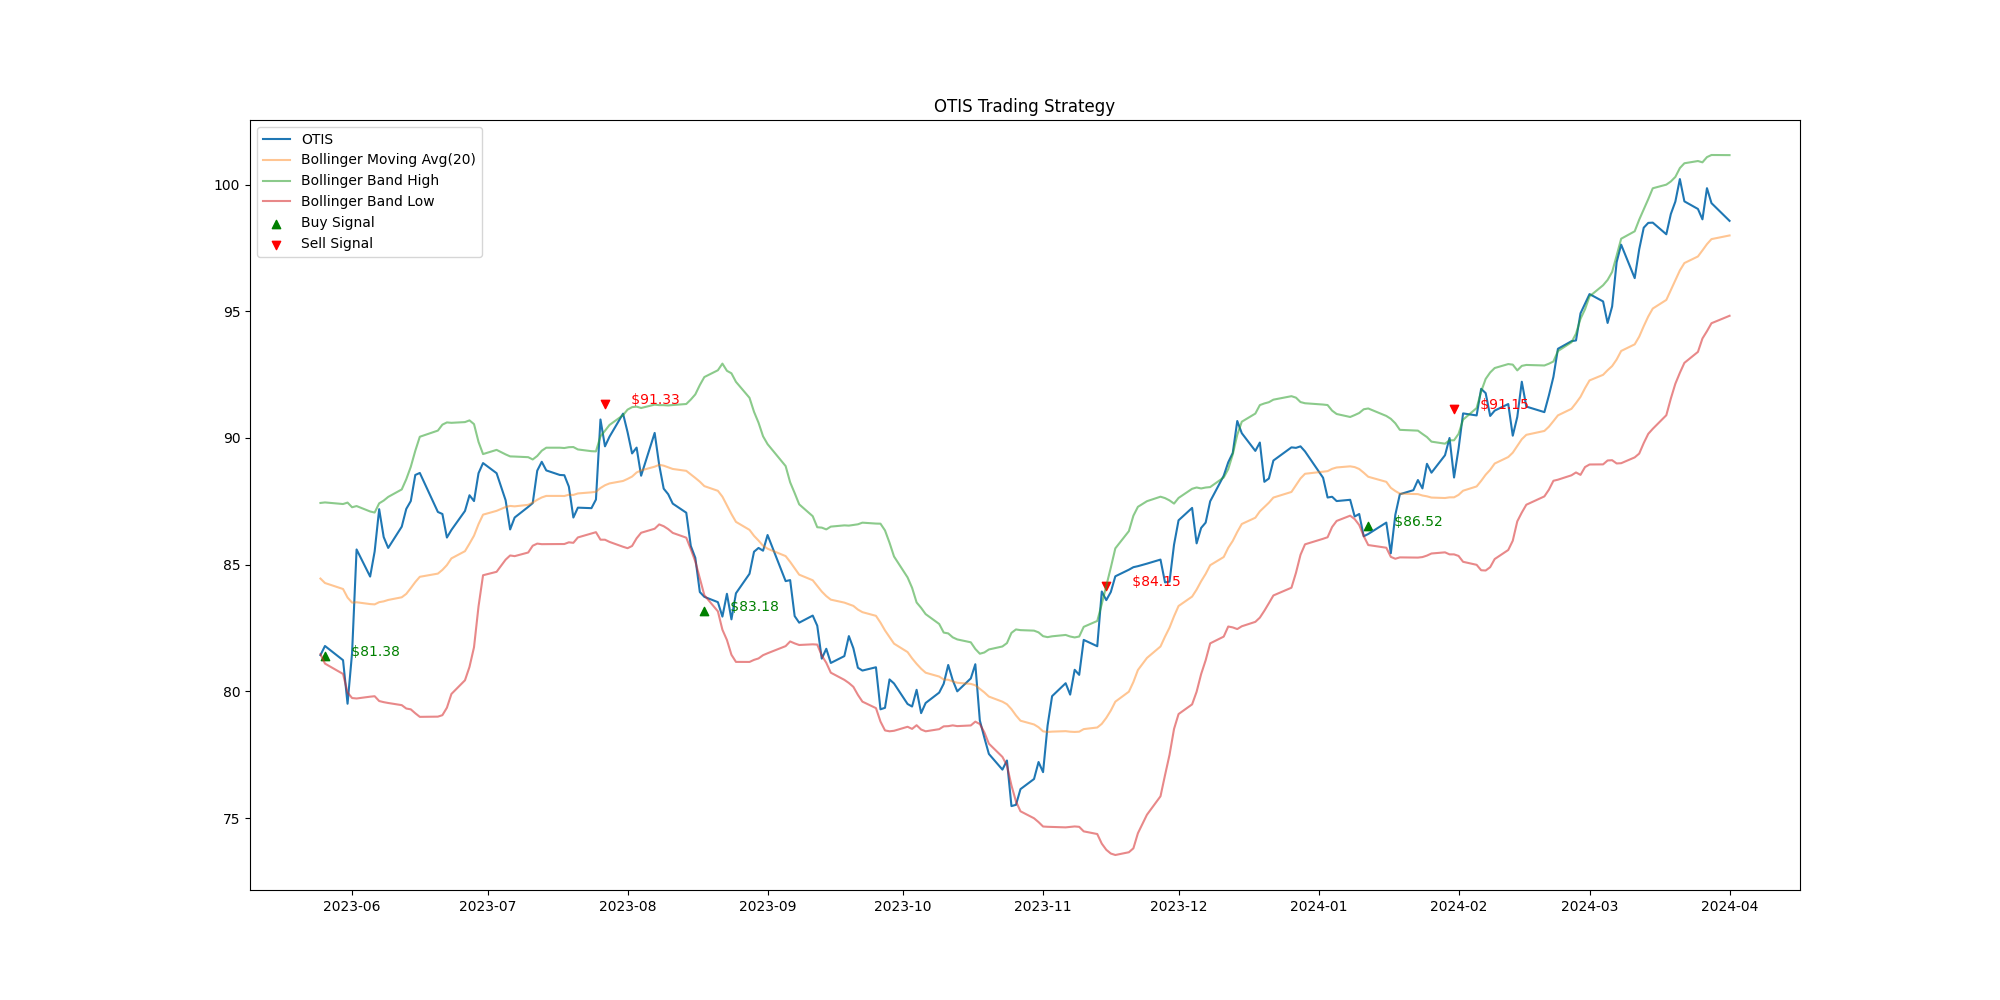 OTIS Trading Strategy
OTIS
Bollinger Moving Avg(20)
Bollinger Band High
Bollinger Band Low
Buy Signal
Sell Signal
100
95
90
85
80
75
$81.38
$91.33
$83.18
$84.15
$86.52
$91.15
2023-06 2023-07 2023-08 2023-09 2023-10 2023-11 2023-12 2024-01 2024-02 2024-03 2024-04